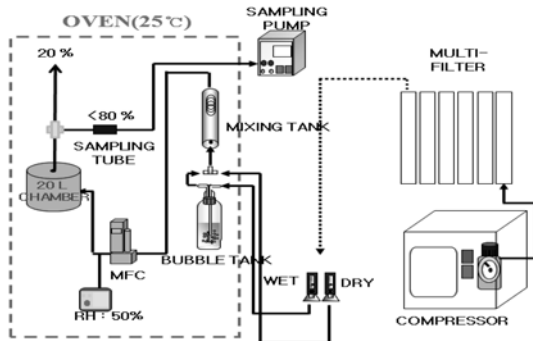 OVEN(25℃)
SAMPLING
PUMP
20 %
MULTI-
FILTER
<80 %
SAMPLING
TUBE
MIXING TANK
20 L
CHAMBER
BUBBLE TANK
MFC
WET
DRY
RH : 50%
COMPRESSOR